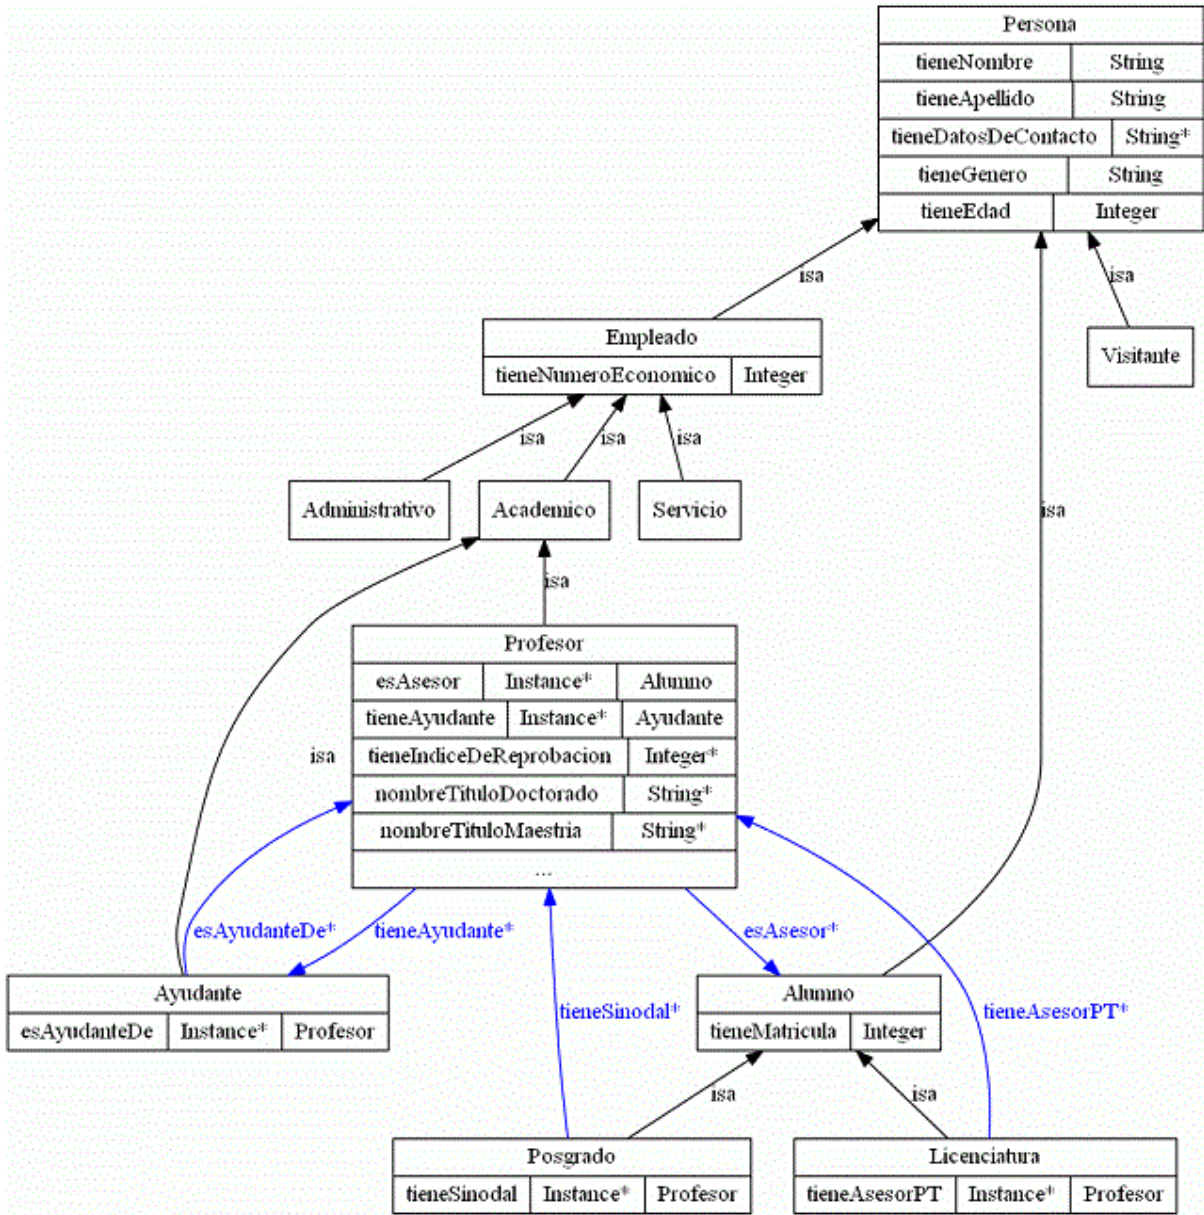 Persona
tieneNombre String
tieneApellido String
tieneDatosDeContacto String*
tieneGenero String
tieneEdad Integer
isa
isa
Empleado
tieneNumeroEconomico Integer
Visitante
isa
isa
isa
Administrativo
Academico
Servicio
isa
isa
Profesor
esAsesor Instance* Alumno
tieneAyudante Instance* Ayudante
isa
tieneIndiceDeReprobacion Integer*
nombreTituloDoctorado String*
nombreTituloMaestria String*
...
esAyudanteDe*
tieneAyudante*
esAsesor*
tieneSinodal*
tieneAsesorPT*
Ayudante
esAyudanteDe Instance* Profesor
Alumno
tieneMatricula Integer
isa
isa
Posgrado
tieneSinodal Instance* Profesor
Licenciatura
tieneAsesorPT Instance* Profesor